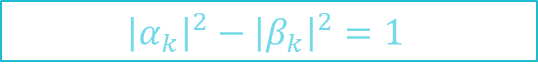 |α_k|² − |β_k|² = 1